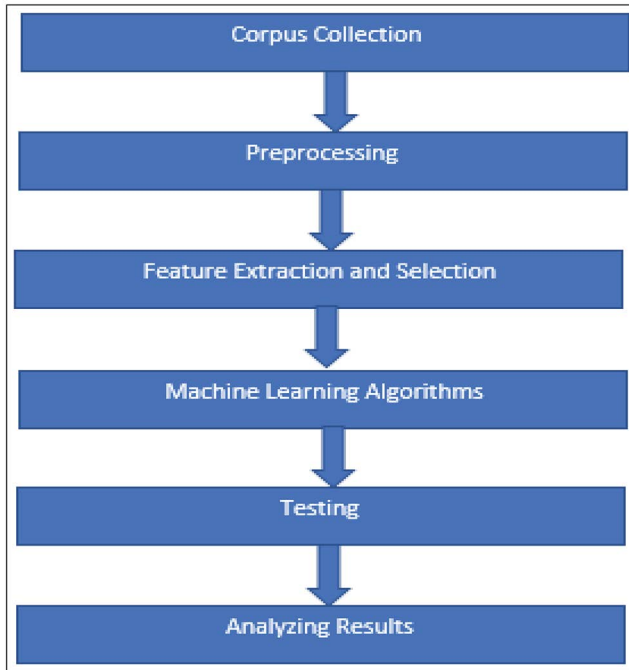 Corpus Collection
Preprocessing
Feature Extraction and Selection
Machine Learning Algorithms
Testing
Analyzing Results